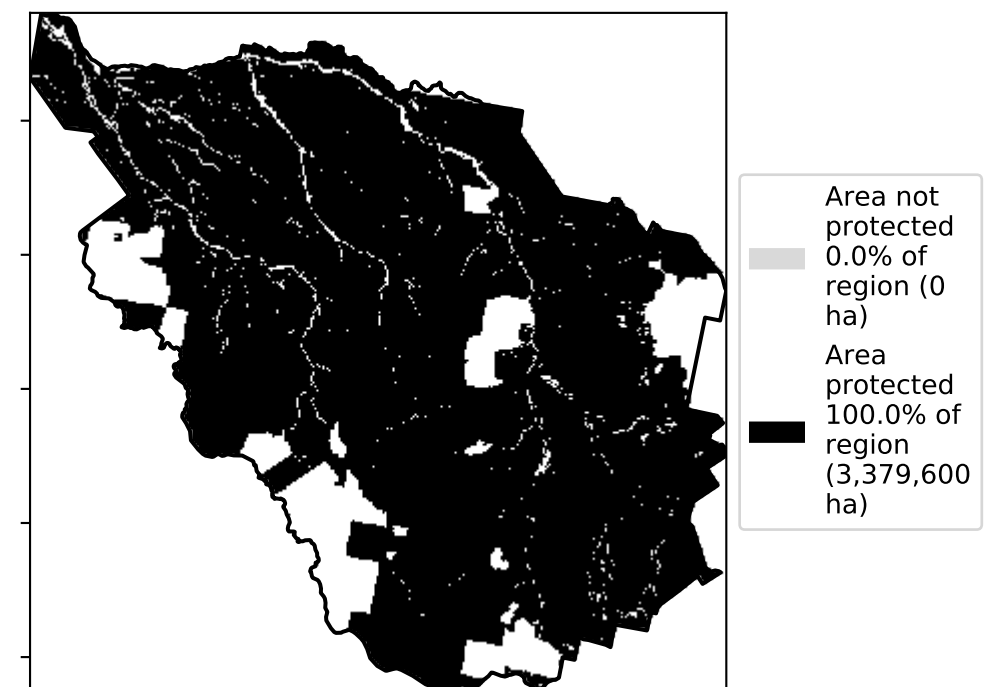 Area not
protected
0.0% of
region (0
ha)
Area
protected
100.0% of
region
(3,379,600
ha)